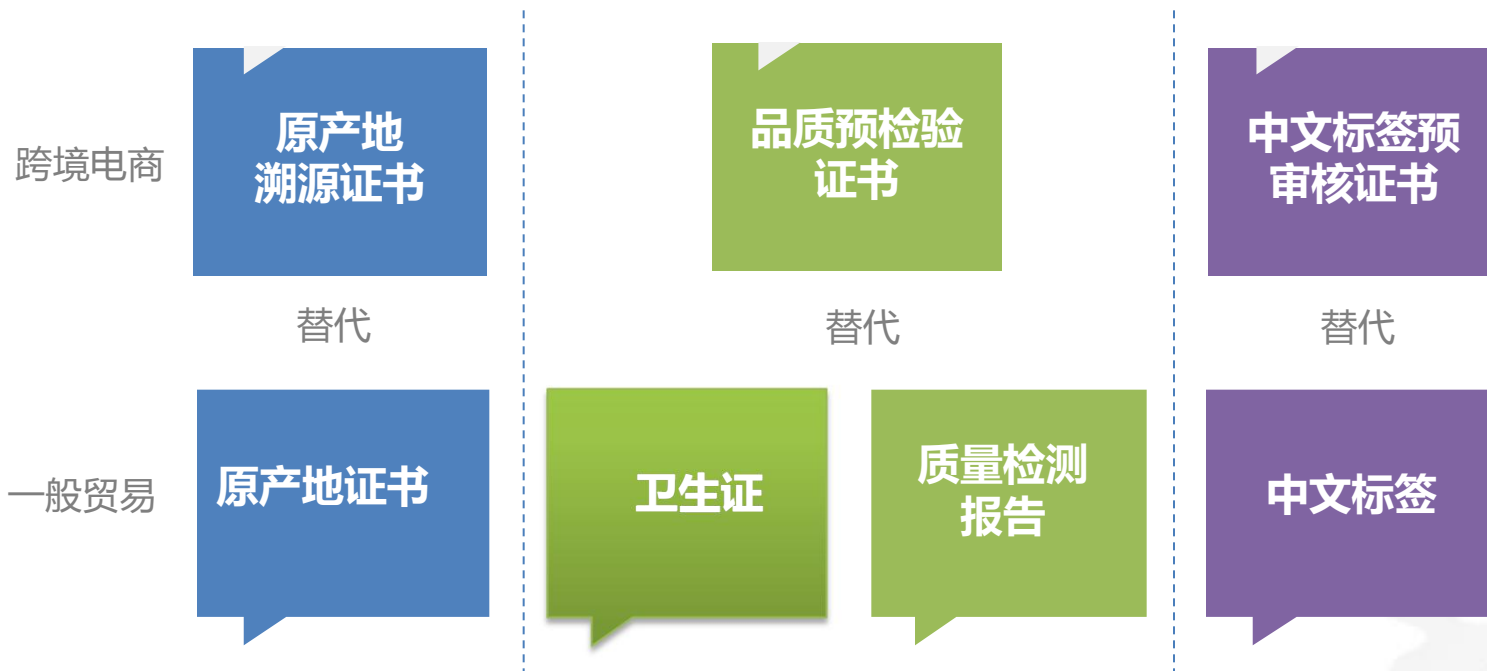 跨境电商
原产地
溯源证书
品质预检验
证书
中文标签预
审核证书
替代
替代
替代
一般贸易
原产地证书
卫生证
质量检测
报告
中文标签